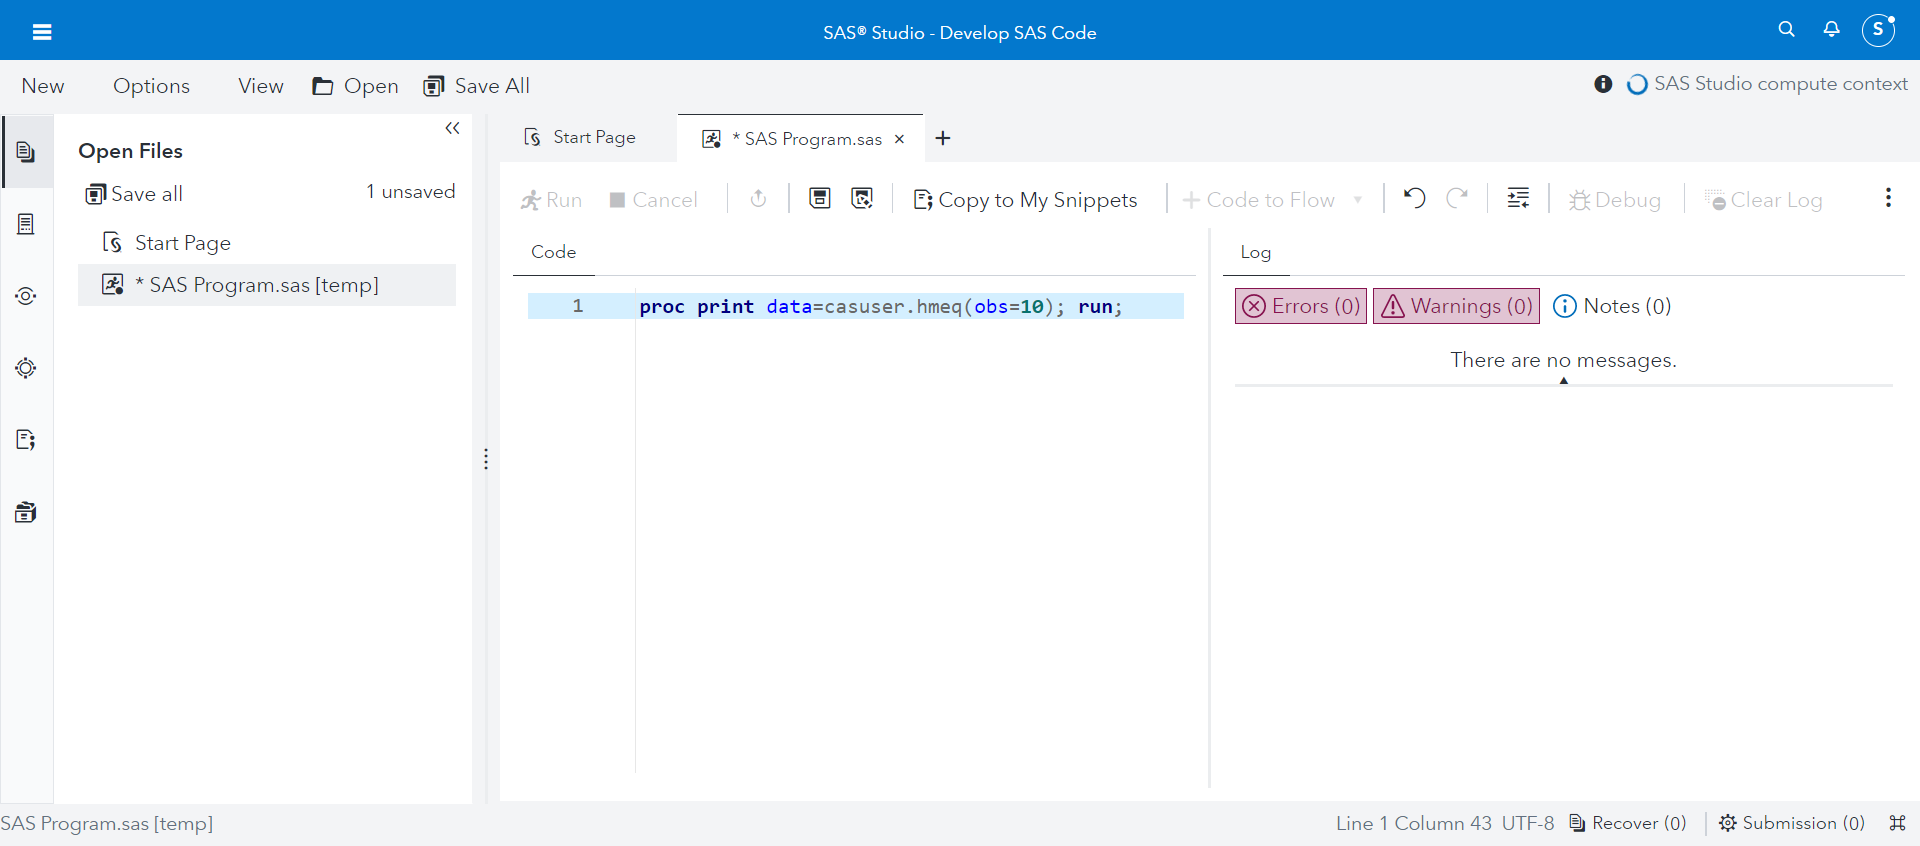 SAS® Studio - Develop SAS Code
S
New Options View Open Save All
SAS Studio compute context
Open Files
Save all 1 unsaved
Start Page
* SAS Program.sas [temp]
Start Page * SAS Program.sas
Run Cancel Copy to My Snippets Code to Flow Debug Clear Log
Code
1 proc print data=casuser.hmeq(obs=10); run;
Log
Errors (0) Warnings (0) Notes (0)
There are no messages.
SAS Program.sas [temp]
Line 1 Column 43 UTF-8 Recover (0) Submission (0)